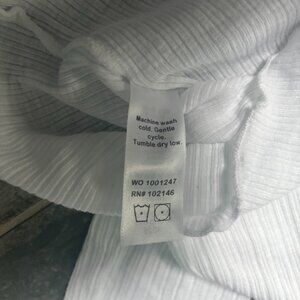 Machine wash
cold. Gentle
cycle.
Tumble dry low.
WO 1001247
RN# 102146